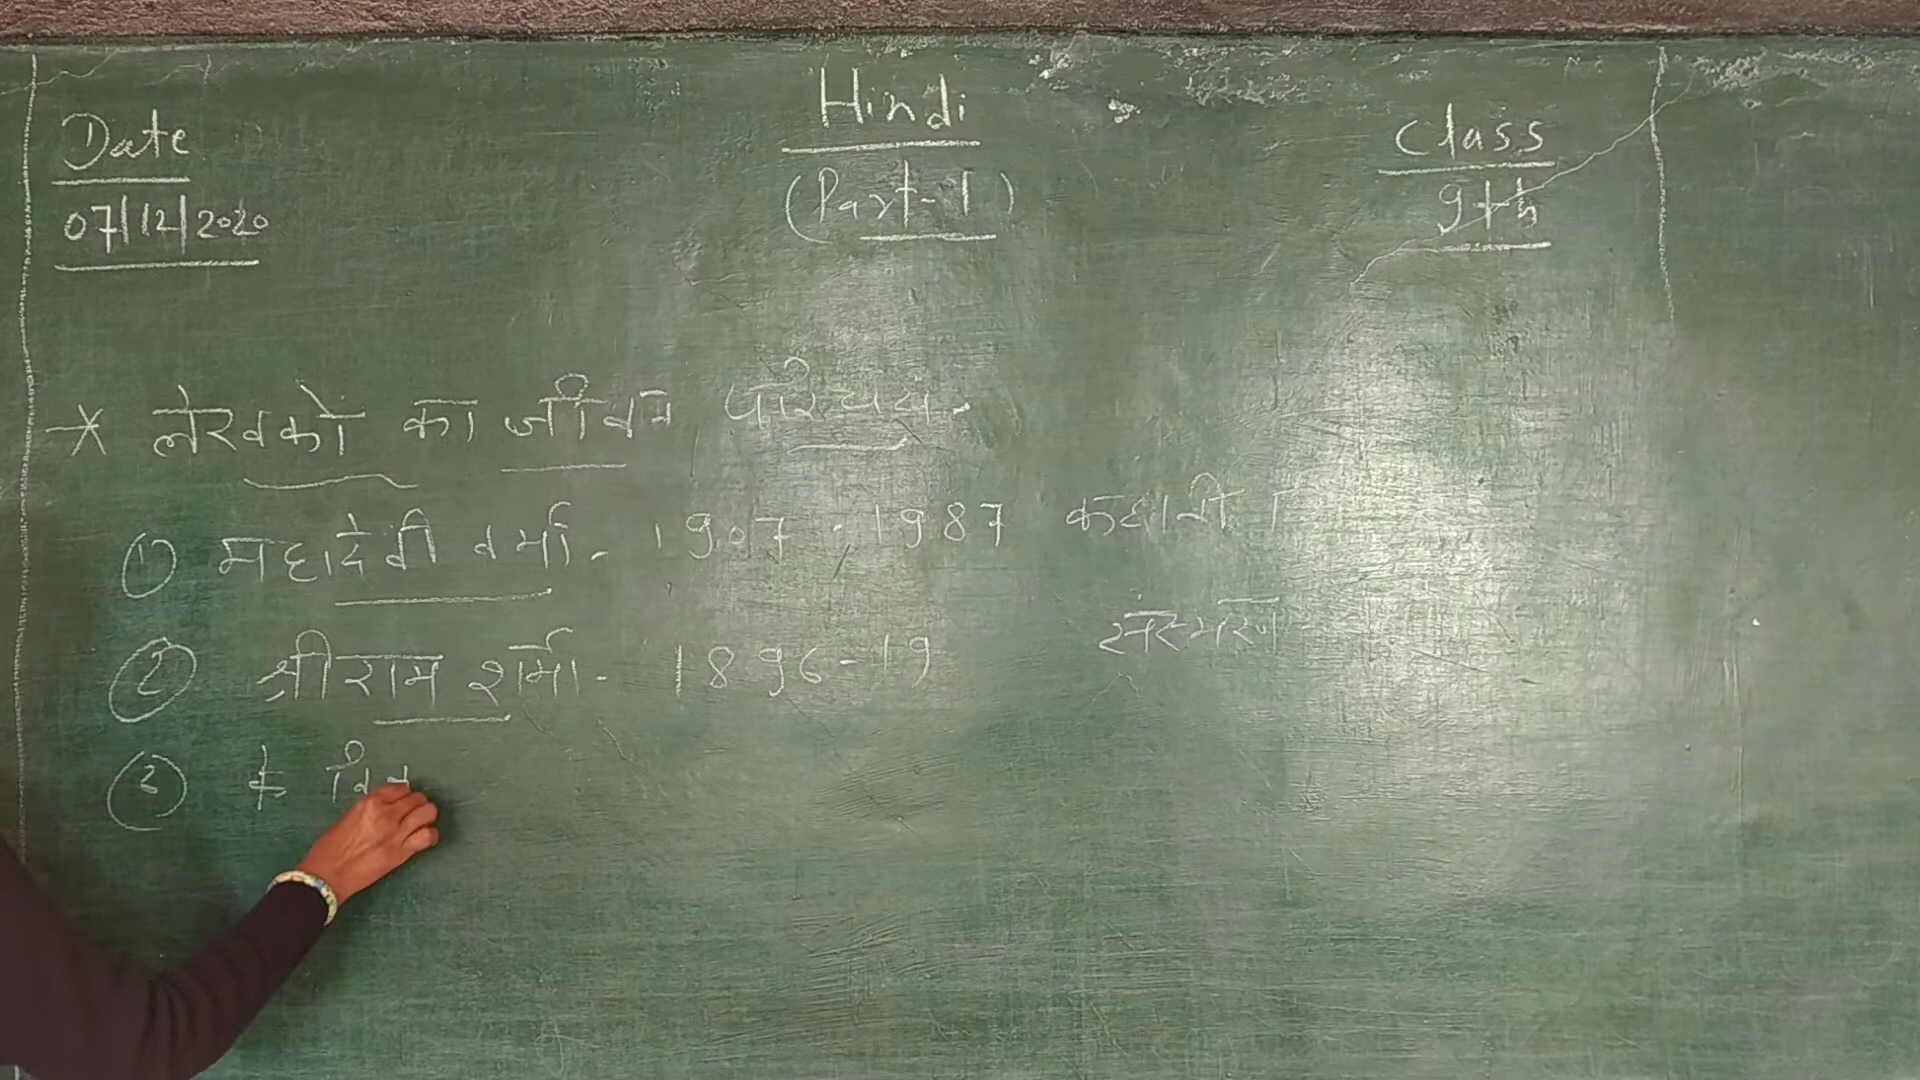 Date
07/12/2020
Hindi
(Part-1)
Class
9th
* लेखकों का जीवन परिचय -
① महादेवी वर्मा - 1907 - 1987 कहानी ।
② श्रीराम शर्मा - 1896-19 संस्मरण
③ के